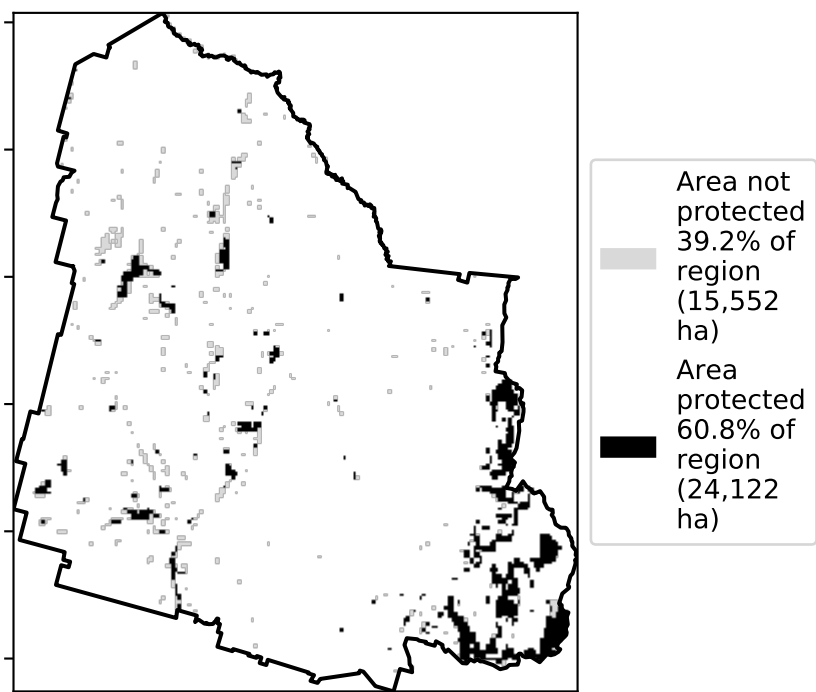 Area not
protected
39.2% of
region
(15,552
ha)
Area
protected
60.8% of
region
(24,122
ha)